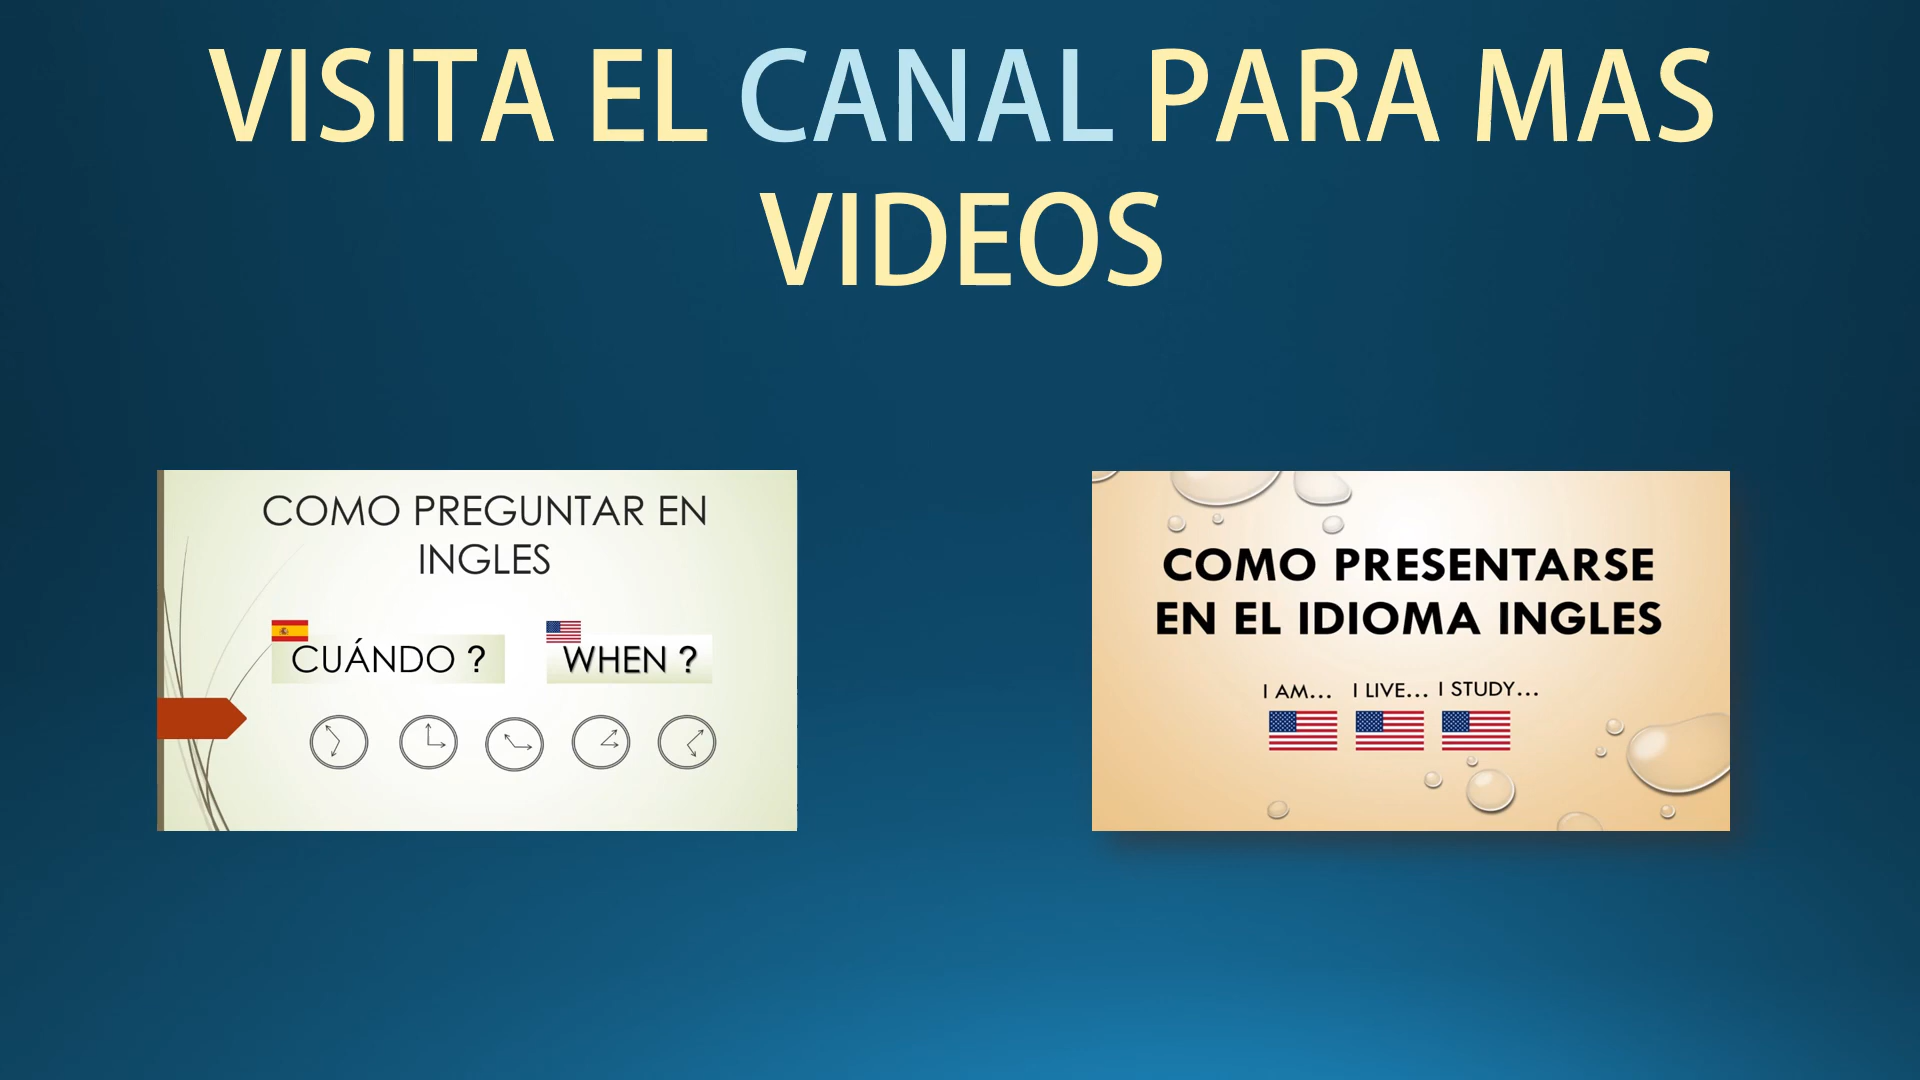 VISITA EL CANAL PARA MAS
VIDEOS
COMO PREGUNTAR EN
INGLES
CUÁNDO ?
WHEN ?
COMO PRESENTARSE
EN EL IDIOMA INGLES
I AM... I LIVE... I STUDY...